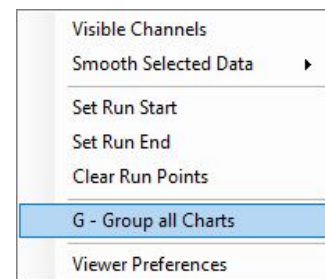 Visible Channels
Smooth Selected Data
Set Run Start
Set Run End
Clear Run Points
G - Group all Charts
Viewer Preferences